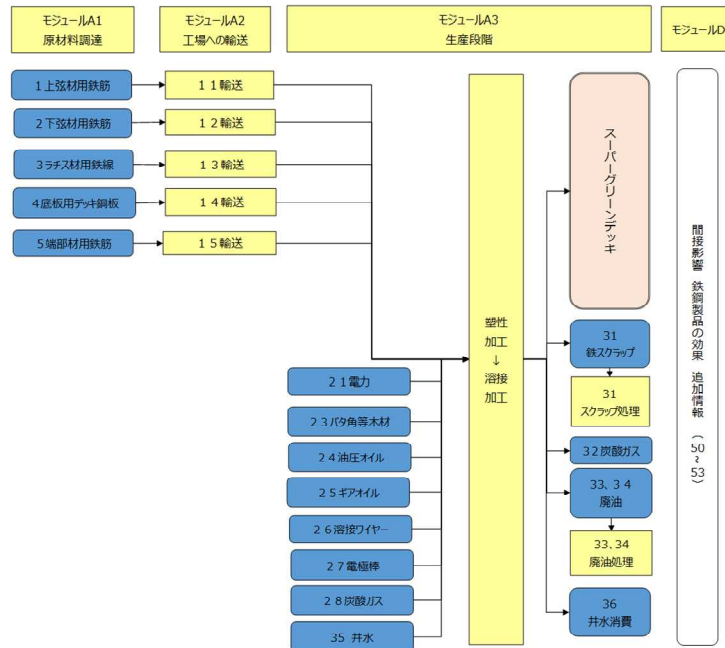 モジュールA1
原材料調達
モジュールA2
工場への輸送
モジュールA3
生産段階
モジュールD
1上弦材用鉄筋
11輸送
2下弦材用鉄筋
12輸送
3ラチス材用鉄線
13輸送
4底板用デッキ鋼板
14輸送
5端部材用鉄筋
15輸送
21電力
23バタ角等木材
24油圧オイル
25ギアオイル
26溶接ワイヤー
27電極棒
28炭酸ガス
35 井水
塑性
加工
↓
溶接
加工
スーパーグリーンデッキ
31
鉄スクラップ
31
スクラップ処理
32炭酸ガス
33、34
廃油
33.34
廃油処理
36
井水消費
間接影響 鉄鋼製品の効果 追加情報 (50~53)